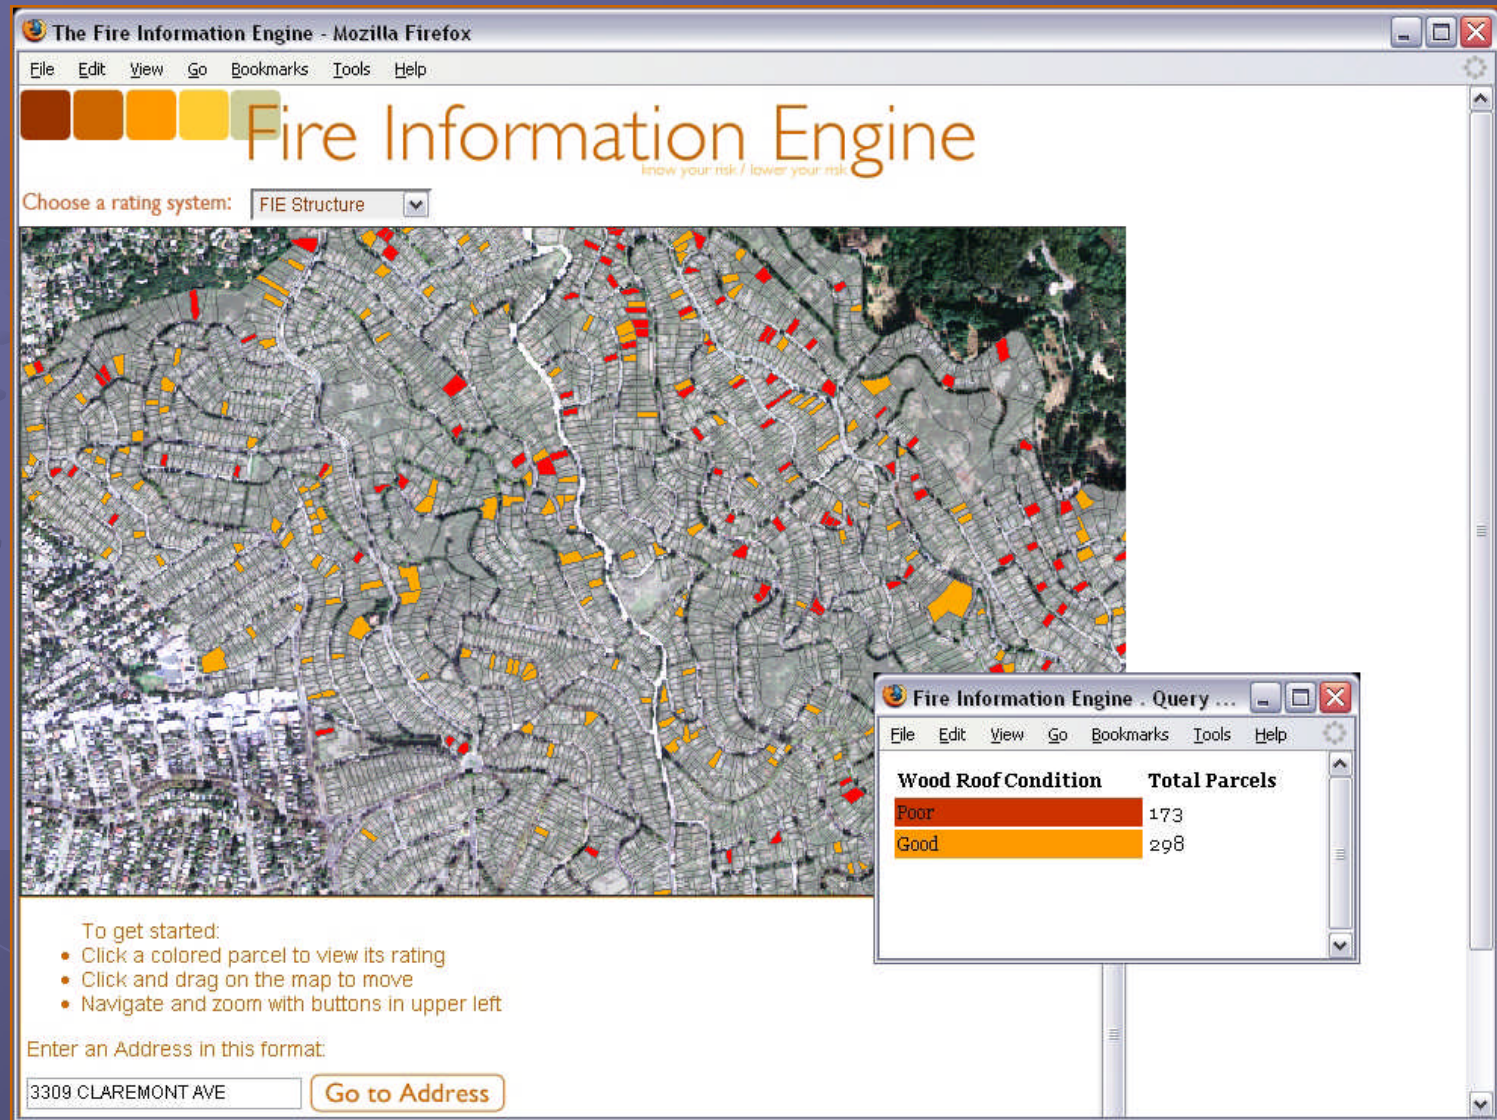 The Fire Information Engine - Mozilla Firefox
File Edit View Go Bookmarks Tools Help
Fire Information Engine
know your risk / lower your risk
Choose a rating system: FIE Structure
Fire Information Engine . Query ...
File Edit View Go Bookmarks Tools Help
Wood Roof Condition Total Parcels
Poor 173
Good 298
To get started:
• Click a colored parcel to view its rating
• Click and drag on the map to move
• Navigate and zoom with buttons in upper left
Enter an Address in this format:
3309 CLAREMONT AVE Go to Address